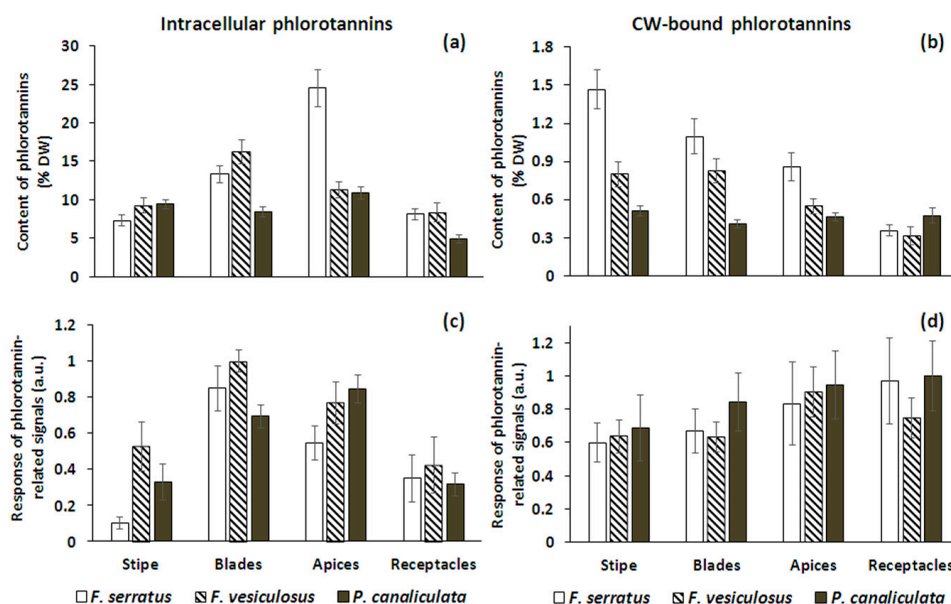 Intracellular phlorotannins
CW-bound phlorotannins
(a)
Content of phlorotannins
(% DW)
30
25
20
15
10
5
0
(b)
Content of phlorotannins
(% DW)
1.8
1.5
1.2
0.9
0.6
0.3
0
(c)
Response of phlorotannin-
related signals (a.u.)
1.2
1
0.8
0.6
0.4
0.2
0
Stipe Blades Apices Receptacles
(d)
Response of phlorotannin-
related signals (a.u.)
1.2
1
0.8
0.6
0.4
0.2
0
Stipe Blades Apices Receptacles
F. serratus F. vesiculosus P. canaliculata
F. serratus F. vesiculosus P. canaliculata